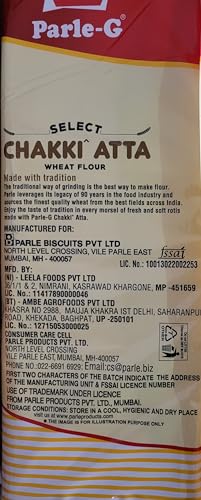 Parle-G®
SELECT
CHAKKI^ ATTA
WHEAT FLOUR
Made with tradition
The traditional way of grinding is the best way to make flour.
Parle leverages its legacy of 90 years in the food industry and
sources the finest quality wheat from the best fields across India.
Enjoy the taste of tradition in every morsel of fresh and soft rotis
made with Parle-G Chakki^ Atta.
MANUFACTURED FOR:
PARLE BISCUITS PVT LTD
NORTH LEVEL CROSSING, VILE PARLE EAST
MUMBAI, MH - 400057
fssai
LIC. No.: 10013022002253
MFD. BY:
(NI) - LEELA FOODS PVT LTD
36/1/1 & 2, NIMRANI, KASRAWAD KHARGONE, MP -451659
LIC. No.: 11417890000046
(BT) - AMBE AGROFOODS PVT LTD
KHASRA NO 2988, MAUJA KHAKRA IST DELHI, SAHARANPUR
ROAD, KHEKADA, BAGHPAT, UP -250101
LIC. No.: 12715053000025
CONSUMER CARE CELL
PARLE PRODUCTS PVT. LTD.
NORTH LEVEL CROSSING
VILE PARLE EAST, MUMBAI, MH-400057
PHONE NO.:022-6691 6929; Email:cs@parle.biz
FIRST TWO CHARACTERS OF THE BATCH INDICATE THE ADDRESS
OF THE MANUFACTURING UNIT & FSSAI LICENCE NUMBER
USE OF TRADEMARK UNDER LICENCE
FROM PARLE PRODUCTS PVT. LTD., MUMBAI.
STORAGE CONDITIONS: STORE IN A COOL, HYGIENIC AND DRY PLACE
visit us at www.parleproducts.com
* THE IMAGE IS FOR ILLUSTRATION PURPOSE ONLY